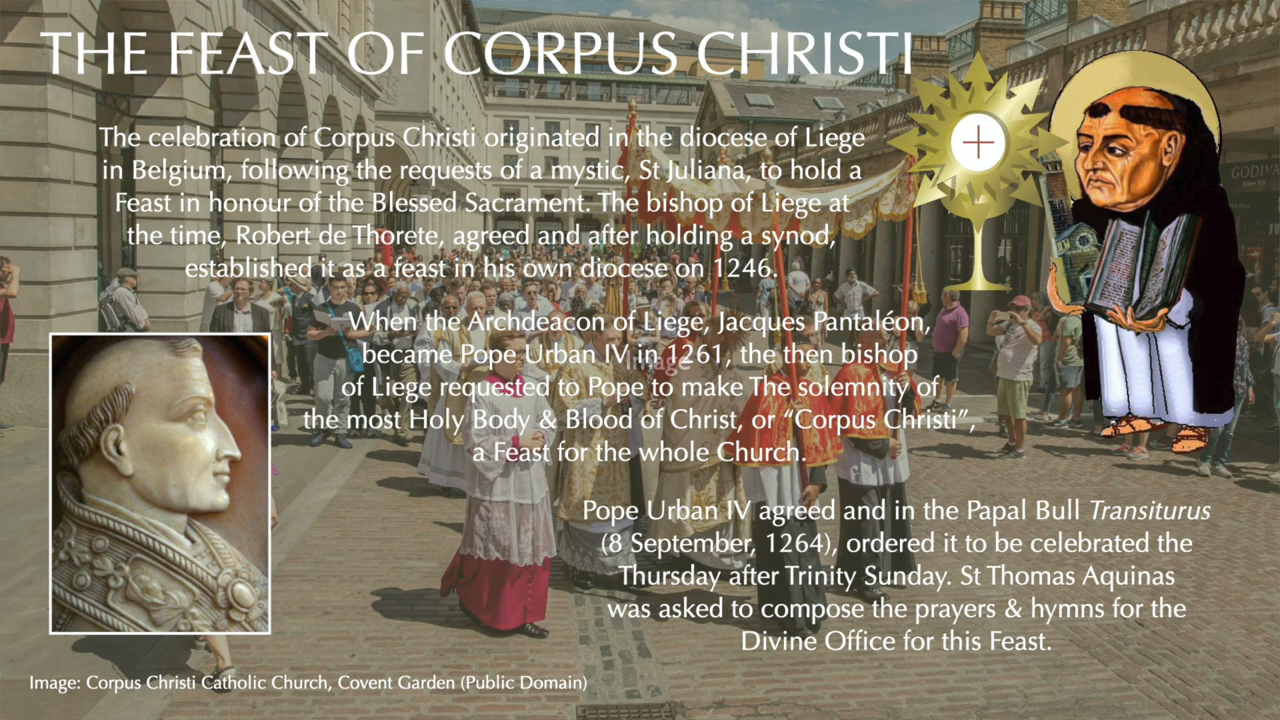 THE FEAST OF CORPUS CHRISTI
The celebration of Corpus Christi originated in the diocese of Liege
in Belgium, following the requests of a mystic, St Juliana, to hold a
Feast in honour of the Blessed Sacrament. The bishop of Liege at
the time, Robert de Thorete, agreed and after holding a synod,
established it as a feast in his own diocese on 1246.
When the Archdeacon of Liege, Jacques Pantaléon,
became Pope Urban IV in 1261, the then bishop
of Liege requested to Pope to make The solemnity of
the most Holy Body & Blood of Christ, or “Corpus Christi”,
a Feast for the whole Church.
Pope Urban IV agreed and in the Papal Bull Transiturus
(8 September, 1264), ordered it to be celebrated the
Thursday after Trinity Sunday. St Thomas Aquinas
was asked to compose the prayers & hymns for the
Divine Office for this Feast.
Image: Corpus Christi Catholic Church, Covent Garden (Public Domain)
image
GODIVA